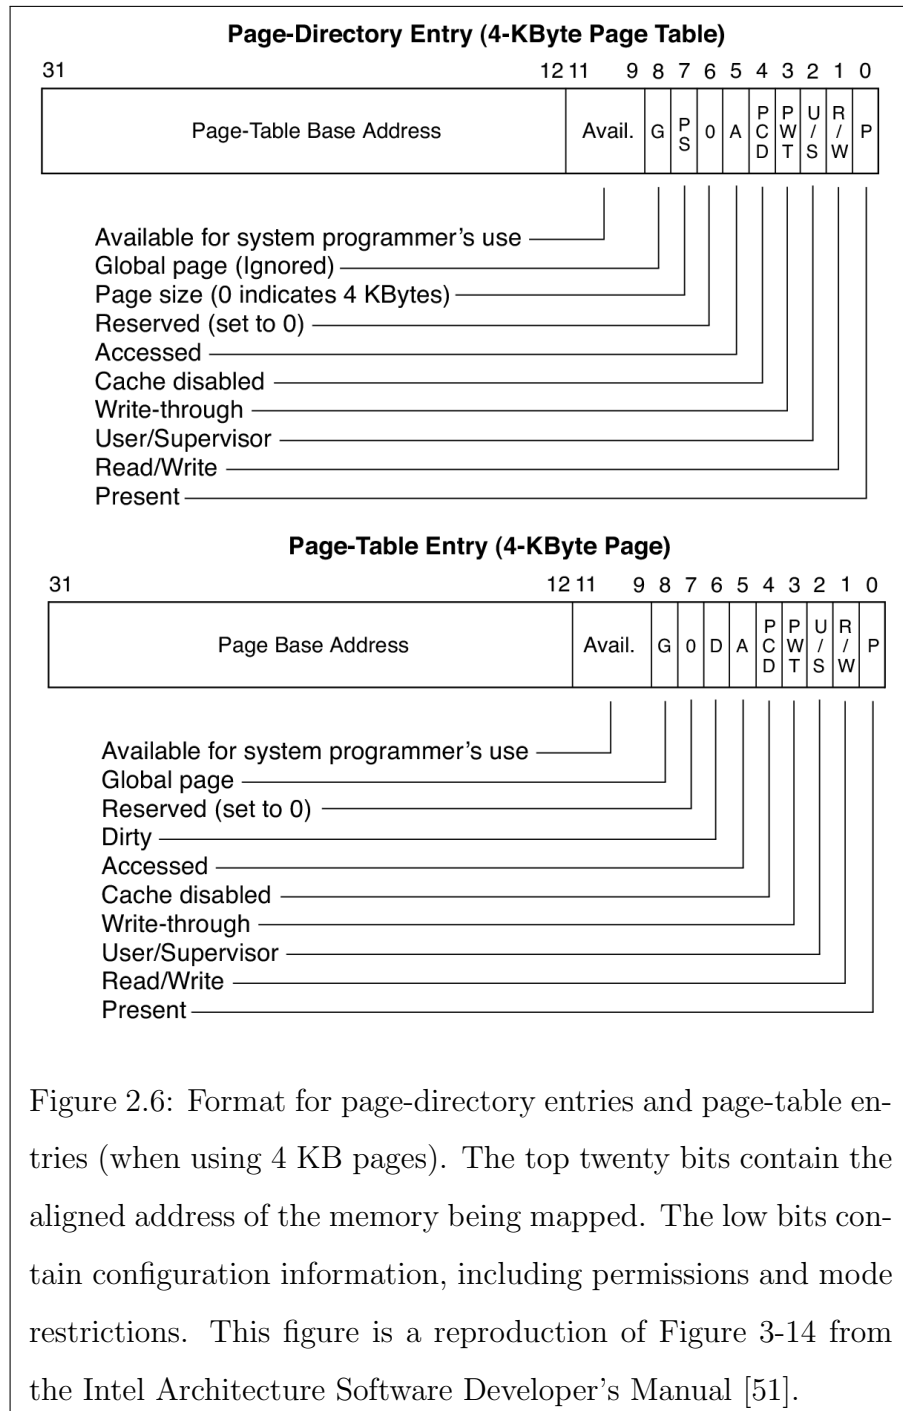 Page-Directory Entry (4-KByte Page Table)
31 12 11 9 8 7 6 5 4 3 2 1 0
Page-Table Base Address Avail. G PS 0 A PCD PWT U/S R/W P
Available for system programmer's use
Global page (Ignored)
Page size (0 indicates 4 KBytes)
Reserved (set to 0)
Accessed
Cache disabled
Write-through
User/Supervisor
Read/Write
Present
Page-Table Entry (4-KByte Page)
31 12 11 9 8 7 6 5 4 3 2 1 0
Page Base Address Avail. G 0 D A PCD PWT U/S R/W P
Available for system programmer's use
Global page
Reserved (set to 0)
Dirty
Accessed
Cache disabled
Write-through
User/Supervisor
Read/Write
Present
Figure 2.6: Format for page-directory entries and page-table en-
tries (when using 4 KB pages). The top twenty bits contain the
aligned address of the memory being mapped. The low bits con-
tain configuration information, including permissions and mode
restrictions. This figure is a reproduction of Figure 3-14 from
the Intel Architecture Software Developer's Manual [51].